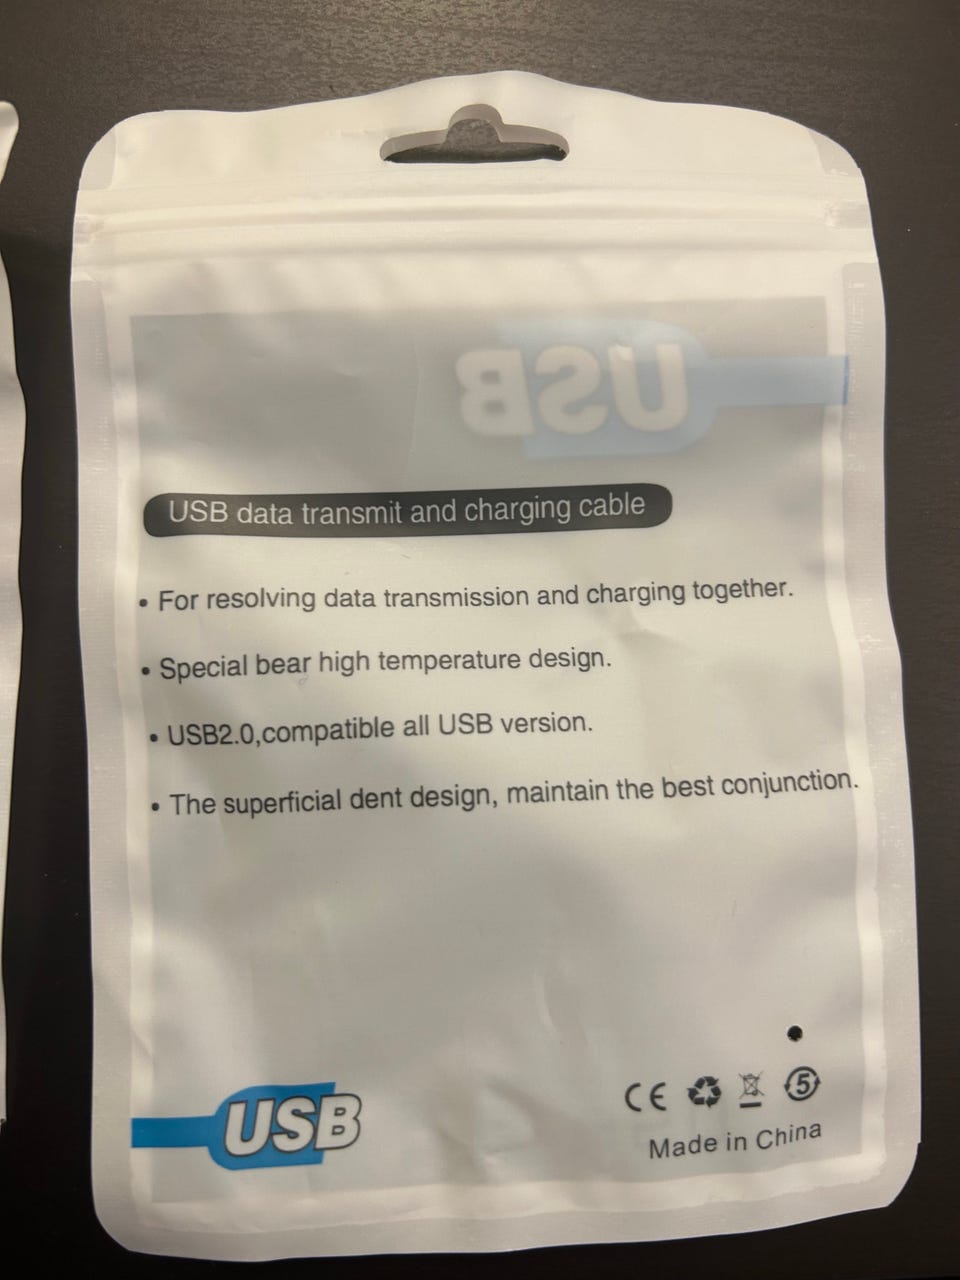 USB
USB data transmit and charging cable
• For resolving data transmission and charging together.
• Special bear high temperature design.
• USB2.0,compatible all USB version.
• The superficial dent design, maintain the best conjunction.
USB
CE 5
Made in China